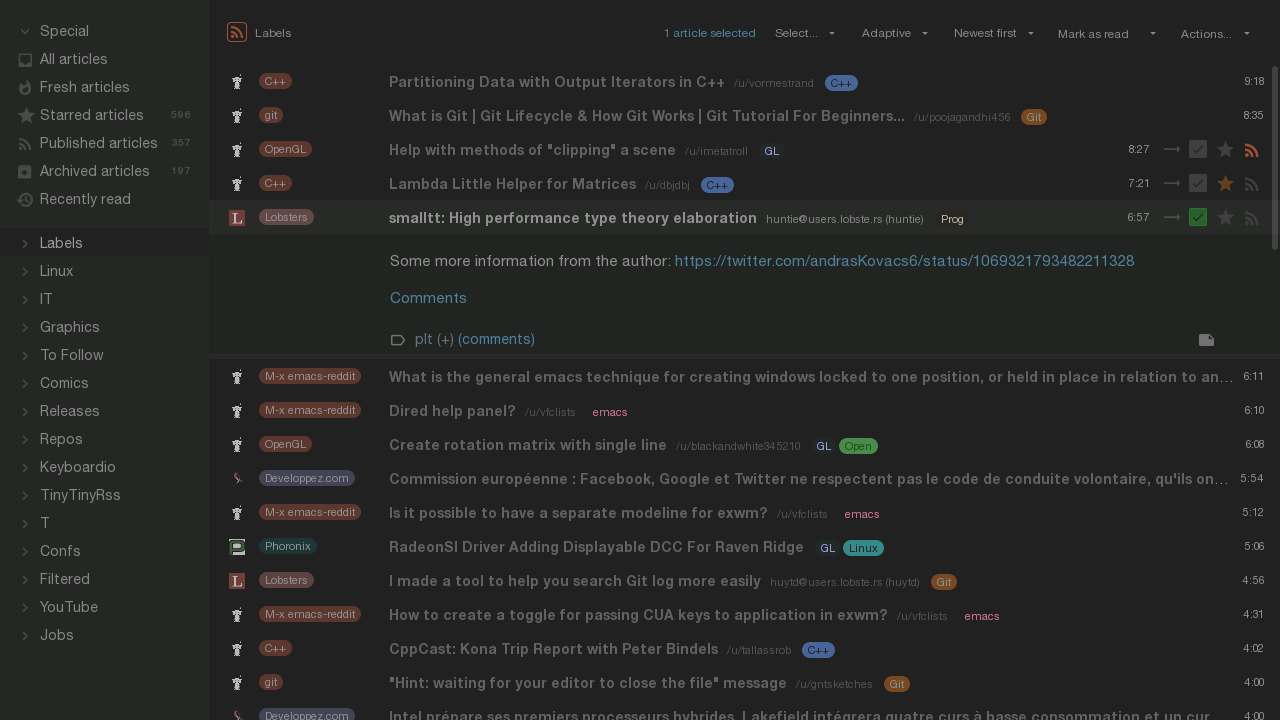 Special
All articles
Fresh articles
Starred articles 596
Published articles 357
Archived articles 197
Recently read
Labels
Linux
IT
Graphics
To Follow
Comics
Releases
Repos
Keyboardio
TinyTinyRss
T
Confs
Filtered
YouTube
Jobs
Labels 1 article selected Select... Adaptive Newest first Mark as read Actions...
C++ Partitioning Data with Output Iterators in C++ /u/vormestrand C++ 9:18
git What is Git | Git Lifecycle & How Git Works | Git Tutorial For Beginners... /u/poojagandhi456 Git 8:35
OpenGL Help with methods of "clipping" a scene /u/imetatroll GL 8:27
C++ Lambda Little Helper for Matrices /u/dbjdbj C++ 7:21
L Lobsters smalltt: High performance type theory elaboration huntie@users.lobste.rs (huntie) Prog 6:57
Some more information from the author: https://twitter.com/andrasKovacs6/status/1069321793482211328
Comments
plt (+) (comments)
M-x emacs-reddit What is the general emacs technique for creating windows locked to one position, or held in place in relation to an... 6:11
M-x emacs-reddit Dired help panel? /u/vfclists emacs 6:10
OpenGL Create rotation matrix with single line /u/blackandwhite345210 GL Open 6:08
Developpez.com Commission européenne : Facebook, Google et Twitter ne respectent pas le code de conduite volontaire, qu'ils on... 5:54
M-x emacs-reddit Is it possible to have a separate modeline for exwm? /u/vfclists emacs 5:12
Phoronix RadeonSI Driver Adding Displayable DCC For Raven Ridge GL Linux 5:06
L Lobsters I made a tool to help you search Git log more easily huytd@users.lobste.rs (huytd) Git 4:56
M-x emacs-reddit How to create a toggle for passing CUA keys to application in exwm? /u/vfclists emacs 4:31
C++ CppCast: Kona Trip Report with Peter Bindels /u/tallassrob C++ 4:02
git "Hint: waiting for your editor to close the file" message /u/gntsketches Git 4:00
Developpez.com Intel prépare ses premiers processeurs hybrides, Lakefield intégrera quatre curs à basse consommation et un cur 4:00